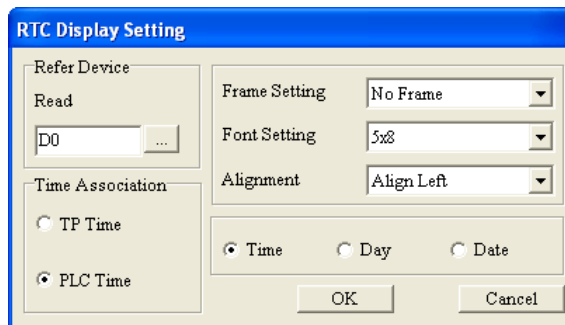 RTC Display Setting
Refer Device
Read
D0
...
Time Association
TP Time
PLC Time
Frame Setting
No Frame
Font Setting
5x8
Alignment
Align Left
Time
Day
Date
OK
Cancel